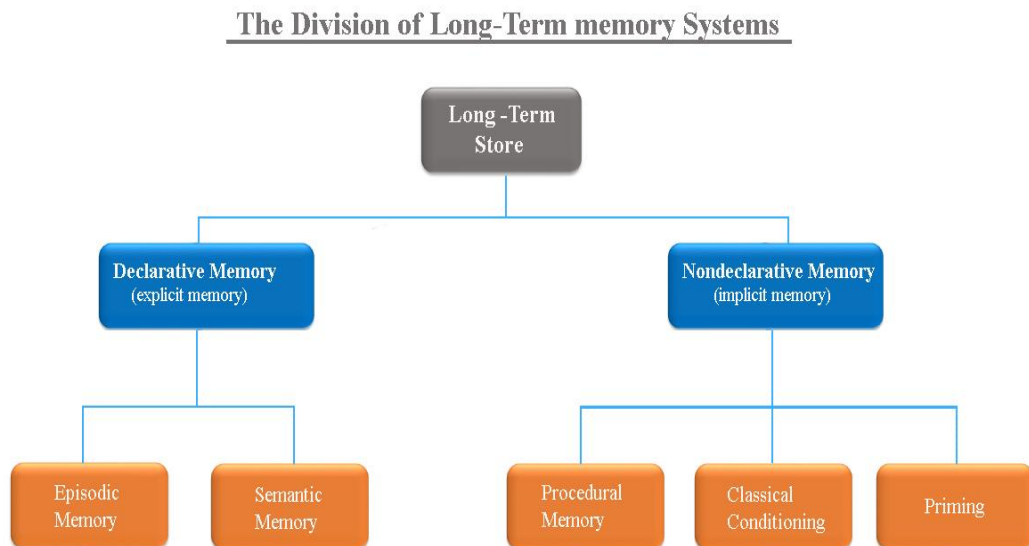 The Division of Long-Term memory Systems
Long -Term
Store
Declarative Memory
(explicit memory)
Nondeclarative Memory
(implicit memory)
Episodic
Memory
Semantic
Memory
Procedural
Memory
Classical
Conditioning
Priming